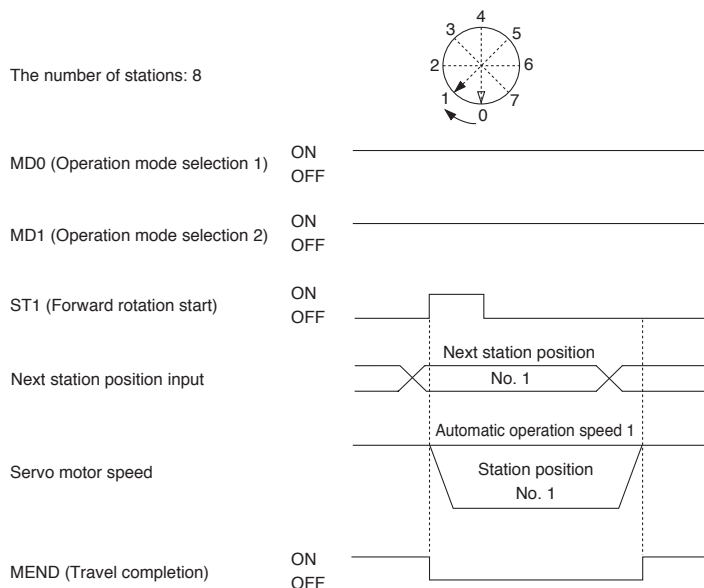 The number of stations: 8
4
3 5
2 6
1 7
0
MD0 (Operation mode selection 1) ON
OFF
MD1 (Operation mode selection 2) ON
OFF
ST1 (Forward rotation start) ON
OFF
Next station position
Next station position input No. 1
Automatic operation speed 1
Servo motor speed Station position
No. 1
MEND (Travel completion) ON
OFF